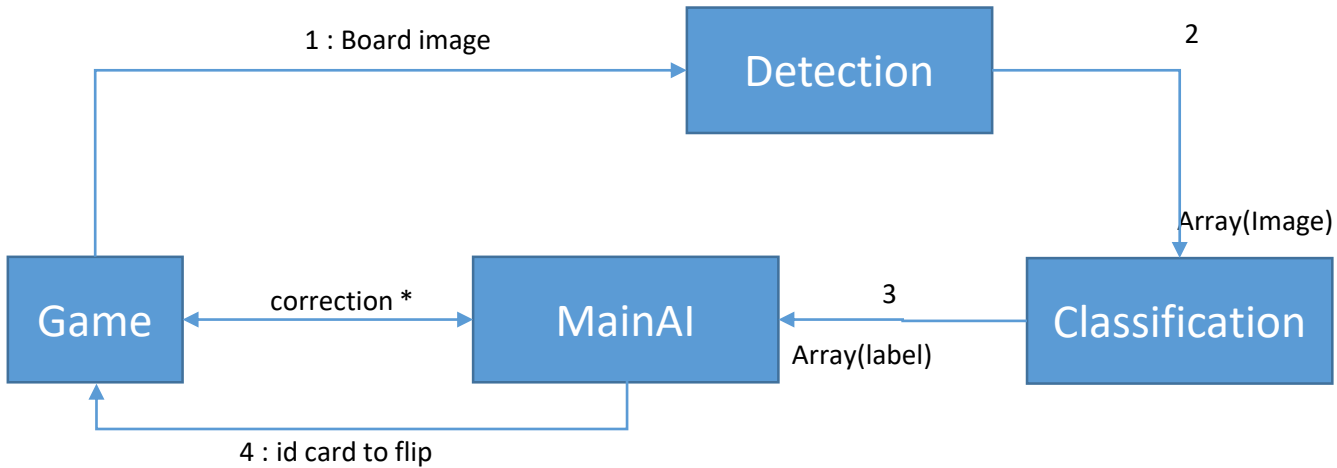 1 : Board image
2
Detection
Array(Image)
Game
correction *
MainAI
3
Array(label)
Classification
4 : id card to flip